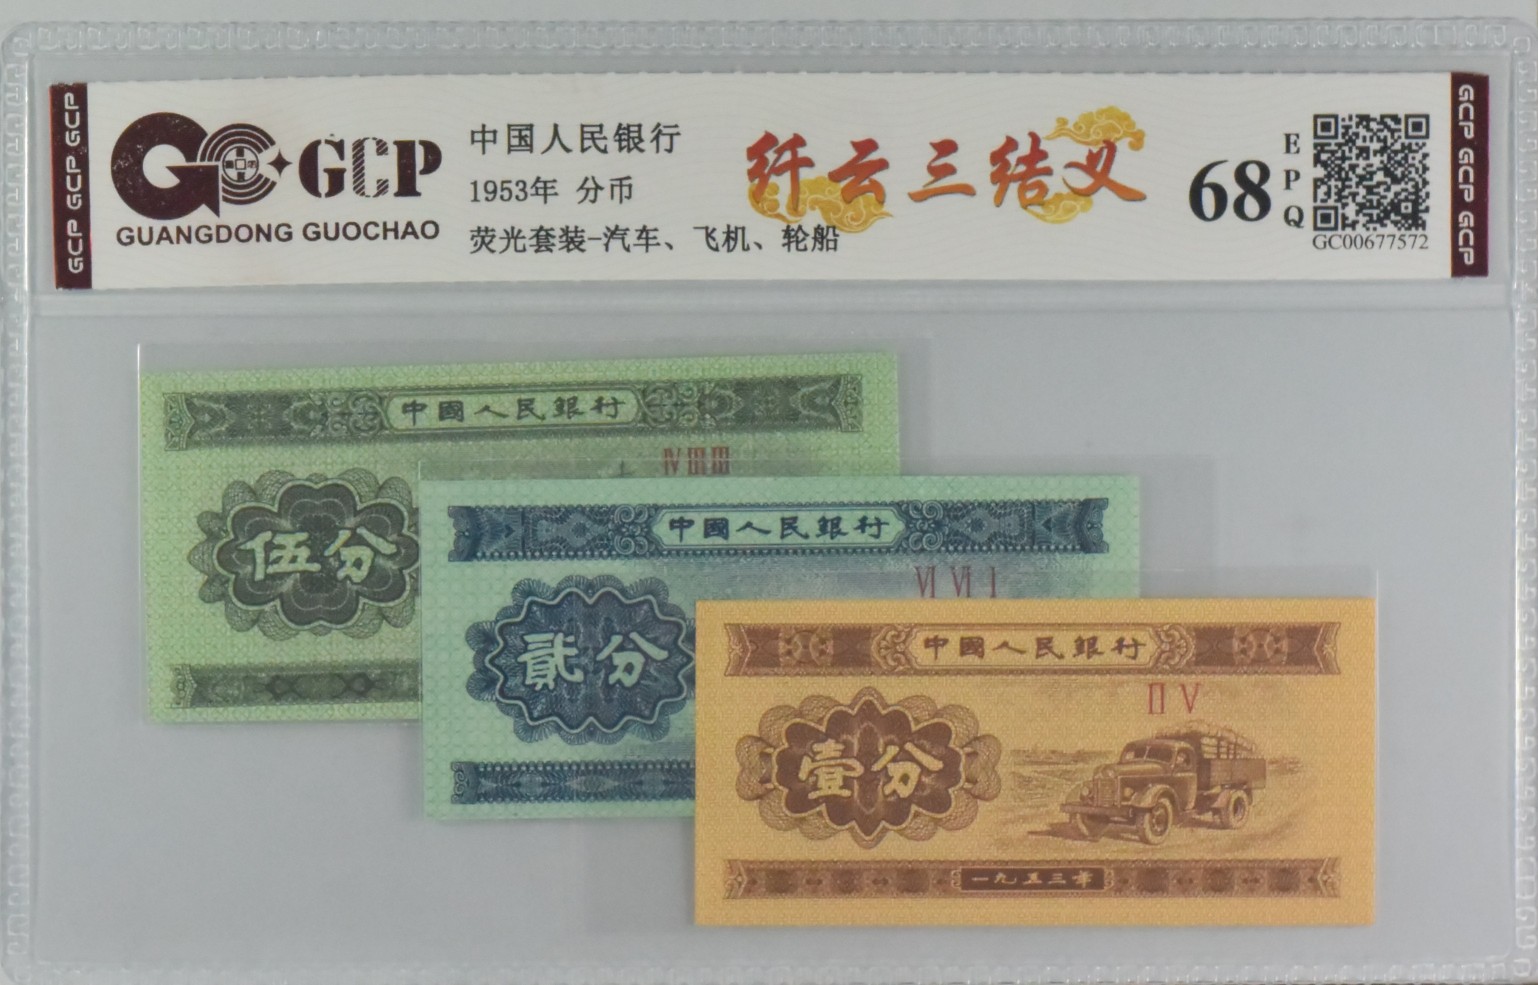 GCP GCP GCP
GCP
GUANGDONG GUOCHAO
中国人民银行
1953年 分币
荧光套装-汽车、飞机、轮船
纤云三结义
68
EPQ
GC00677572
GCP GCP GCP
中國人民銀行
ⅣⅢⅢ
伍分
中國人民銀行
Ⅵ Ⅵ Ⅰ
貳分
中國人民銀行
Ⅱ Ⅴ
壹分
一九五三年